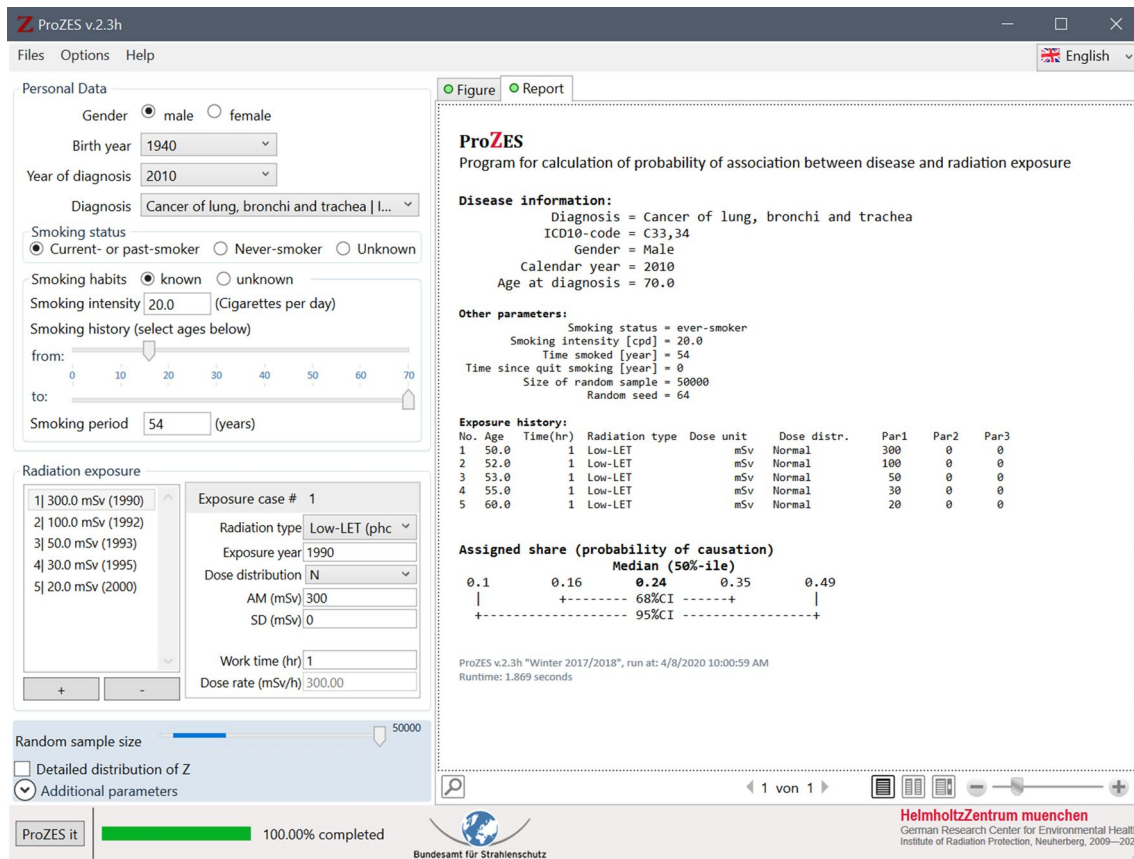 ProZES v.2.3h
Files Options Help
English
Personal Data
Gender male female
Birth year 1940
Year of diagnosis 2010
Diagnosis Cancer of lung, bronchi and trachea | I...
Smoking status
Current- or past-smoker Never-smoker Unknown
Smoking habits known unknown
Smoking intensity 20.0 (Cigarettes per day)
Smoking history (select ages below)
from:
0 10 20 30 40 50 60 70
to:
Smoking period 54 (years)
Radiation exposure
1| 300.0 mSv (1990)
2| 100.0 mSv (1992)
3| 50.0 mSv (1993)
4| 30.0 mSv (1995)
5| 20.0 mSv (2000)
+ -
Exposure case # 1
Radiation type Low-LET (phc
Exposure year 1990
Dose distribution N
AM (mSv) 300
SD (mSv) 0
Work time (hr) 1
Dose rate (mSv/h) 300.00
Random sample size 50000
Detailed distribution of Z
Additional parameters
Figure Report
ProZES
Program for calculation of probability of association between disease and radiation exposure
Disease information:
Diagnosis = Cancer of lung, bronchi and trachea
ICD10-code = C33,34
Gender = Male
Calendar year = 2010
Age at diagnosis = 70.0
Other parameters:
Smoking status = ever-smoker
Smoking intensity [cpd] = 20.0
Time smoked [year] = 54
Time since quit smoking [year] = 0
Size of random sample = 50000
Random seed = 64
Exposure history:
No. Age Time(hr) Radiation type Dose unit Dose distr. Par1 Par2 Par3
1 50.0 1 Low-LET mSv Normal 300 0 0
2 52.0 1 Low-LET mSv Normal 100 0 0
3 53.0 1 Low-LET mSv Normal 50 0 0
4 55.0 1 Low-LET mSv Normal 30 0 0
5 60.0 1 Low-LET mSv Normal 20 0 0
Assigned share (probability of causation)
Median (50%-ile)
0.1 0.16 0.24 0.35 0.49
| +-------- 68%CI ------+ |
+------------------- 95%CI -----------------+
ProZES v.2.3h "Winter 2017/2018", run at: 4/8/2020 10:00:59 AM
Runtime: 1.869 seconds
1 von 1
ProZES it
100.00% completed
Bundesamt für Strahlenschutz
HelmholtzZentrum muenchen
German Research Center for Environmental Healt
Institute of Radiation Protection, Neuherberg, 2009—202